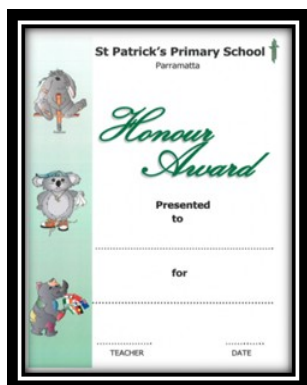 St Patrick's Primary School
Parramatta
Honour
Award
Presented
to
for
TEACHER DATE